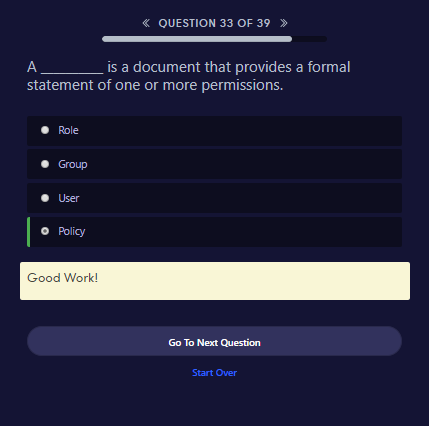 « QUESTION 33 OF 39 »
A ________ is a document that provides a formal
statement of one or more permissions.
Role
Group
User
Policy
Good Work!
Go To Next Question
Start Over